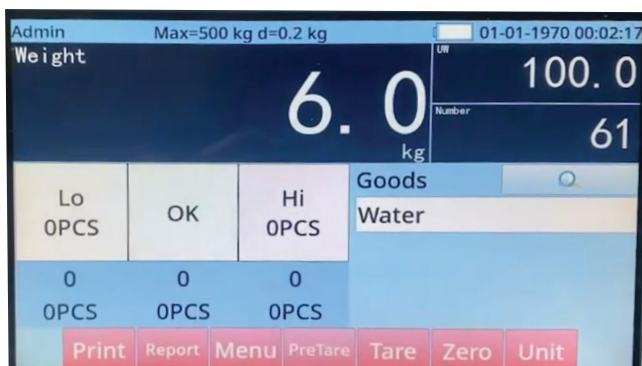 Admin Max=500 kg d=0.2 kg 01-01-1970 00:02:17
Weight
6.0
kg
UW
100.0
Number
61
Lo
0PCS
OK
Hi
0PCS
Goods
Water
0 0 0
0PCS 0PCS 0PCS
Print Report Menu PreTare Tare Zero Unit